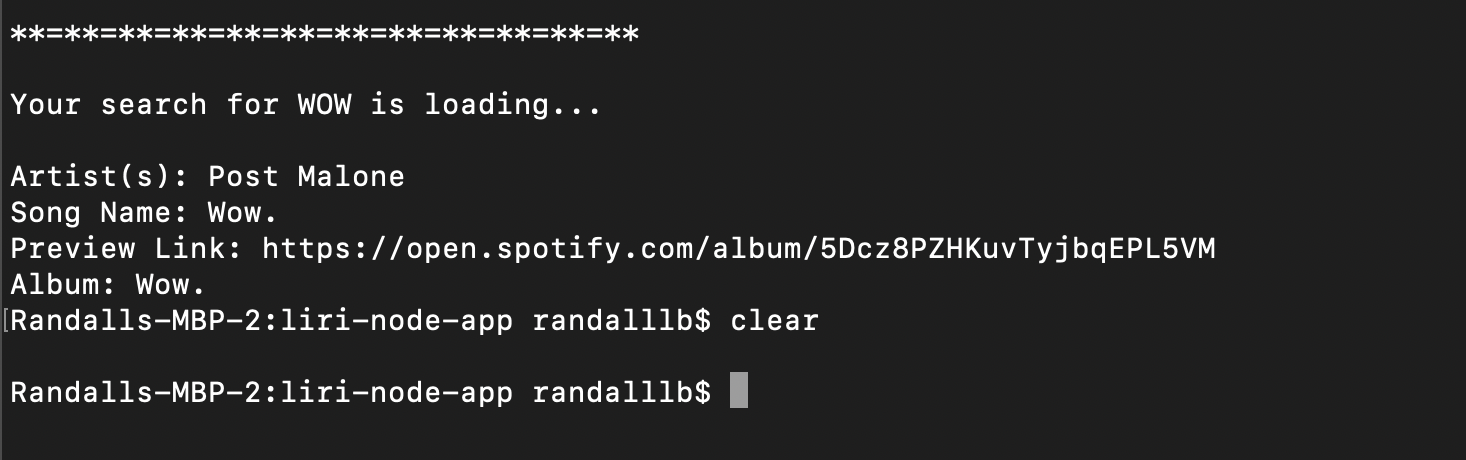 **=**=**=**=**=**=**=**=**=**=**=**
Your search for WOW is loading...
Artist(s): Post Malone
Song Name: Wow.
Preview Link: https://open.spotify.com/album/5Dcz8PZHKuvTyjbqEPL5VM
Album: Wow.
[Randalls-MBP-2:liri-node-app randalllb$ clear
Randalls-MBP-2:liri-node-app randalllb$